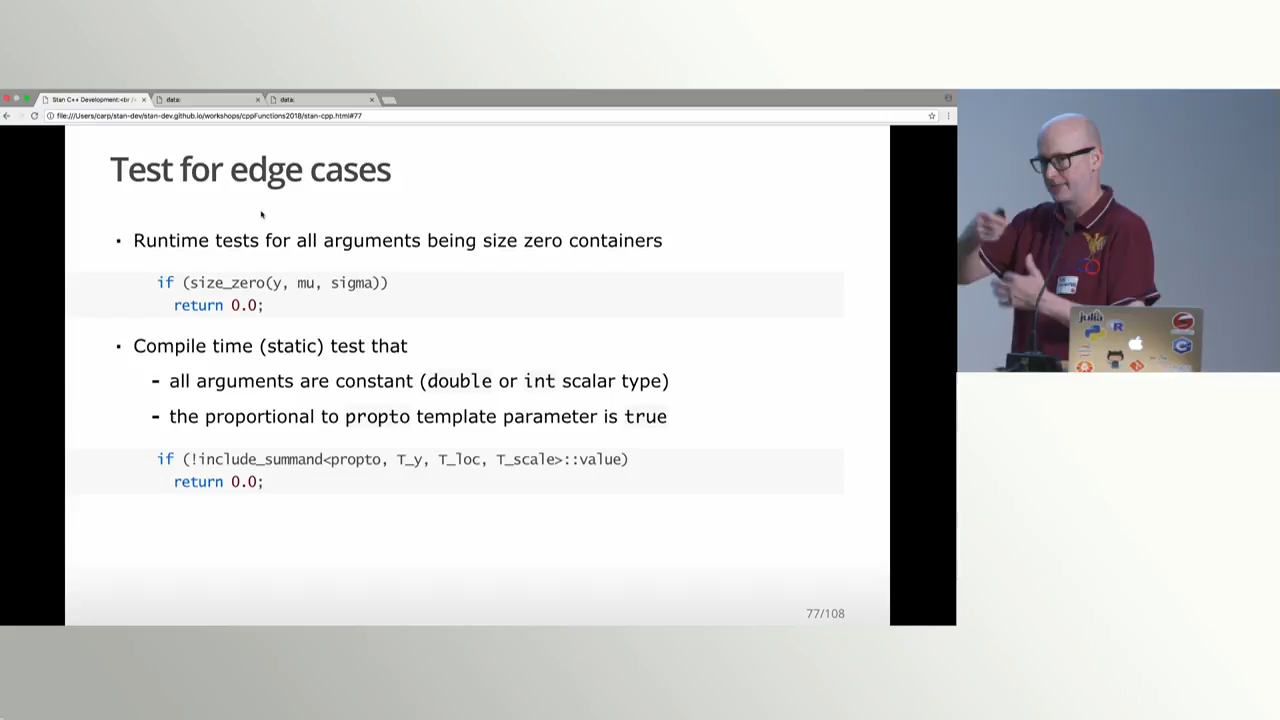 Stan C++ Development:<br /
data:
data:
file:///Users/carp/stan-dev/stan-dev.github.io/workshops/cppFunctions2018/stan-cpp.html#77
Test for edge cases
· Runtime tests for all arguments being size zero containers
if (size_zero(y, mu, sigma))
return 0.0;
· Compile time (static) test that
- all arguments are constant (double or int scalar type)
- the proportional to propto template parameter is true
if (!include_summand<propto, T_y, T_loc, T_scale>::value)
return 0.0;
77/108
julia
R
C++
git